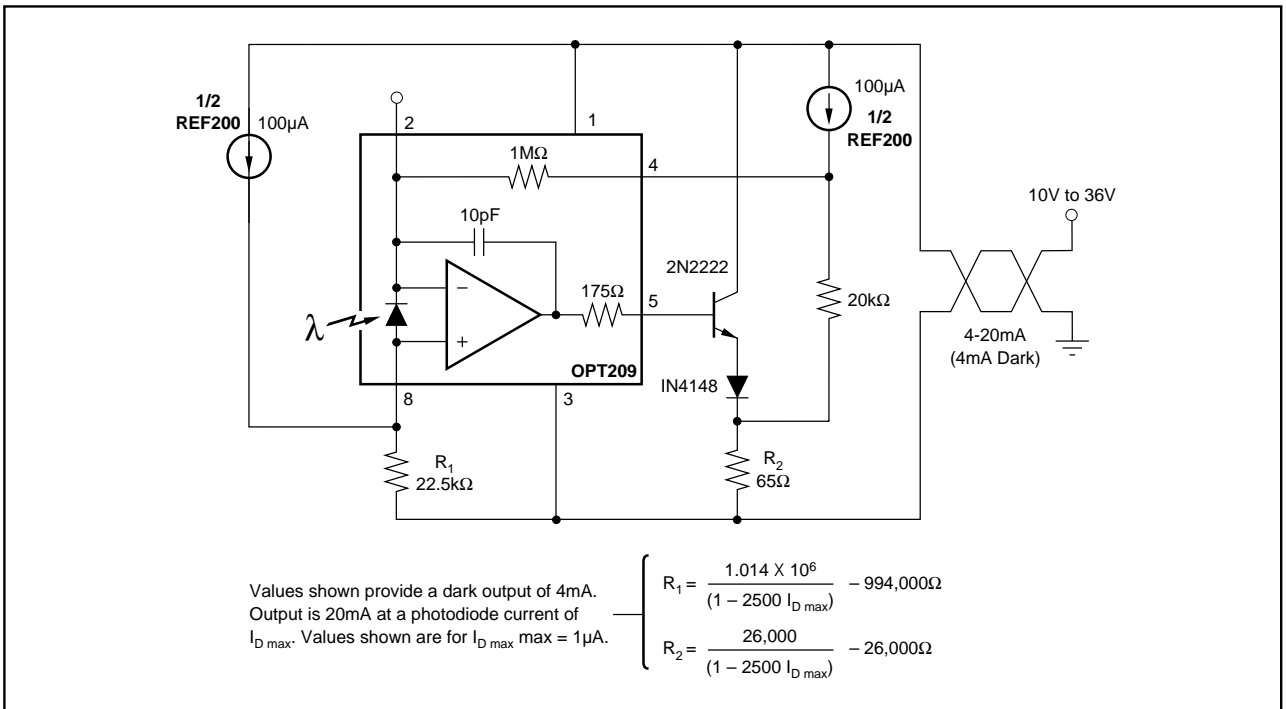 1/2
REF200
100µA
2
1
1MΩ
4
10pF
175Ω
5
–
+
λ
OPT209
8
3
R1
22.5kΩ
2N2222
IN4148
R2
65Ω
20kΩ
100µA
1/2
REF200
10V to 36V
4-20mA
(4mA Dark)
Values shown provide a dark output of 4mA.
Output is 20mA at a photodiode current of
ID max. Values shown are for ID max max = 1µA.
R1 = 1.014 X 10⁶ / (1 – 2500 ID max) – 994,000Ω
R2 = 26,000 / (1 – 2500 ID max) – 26,000Ω